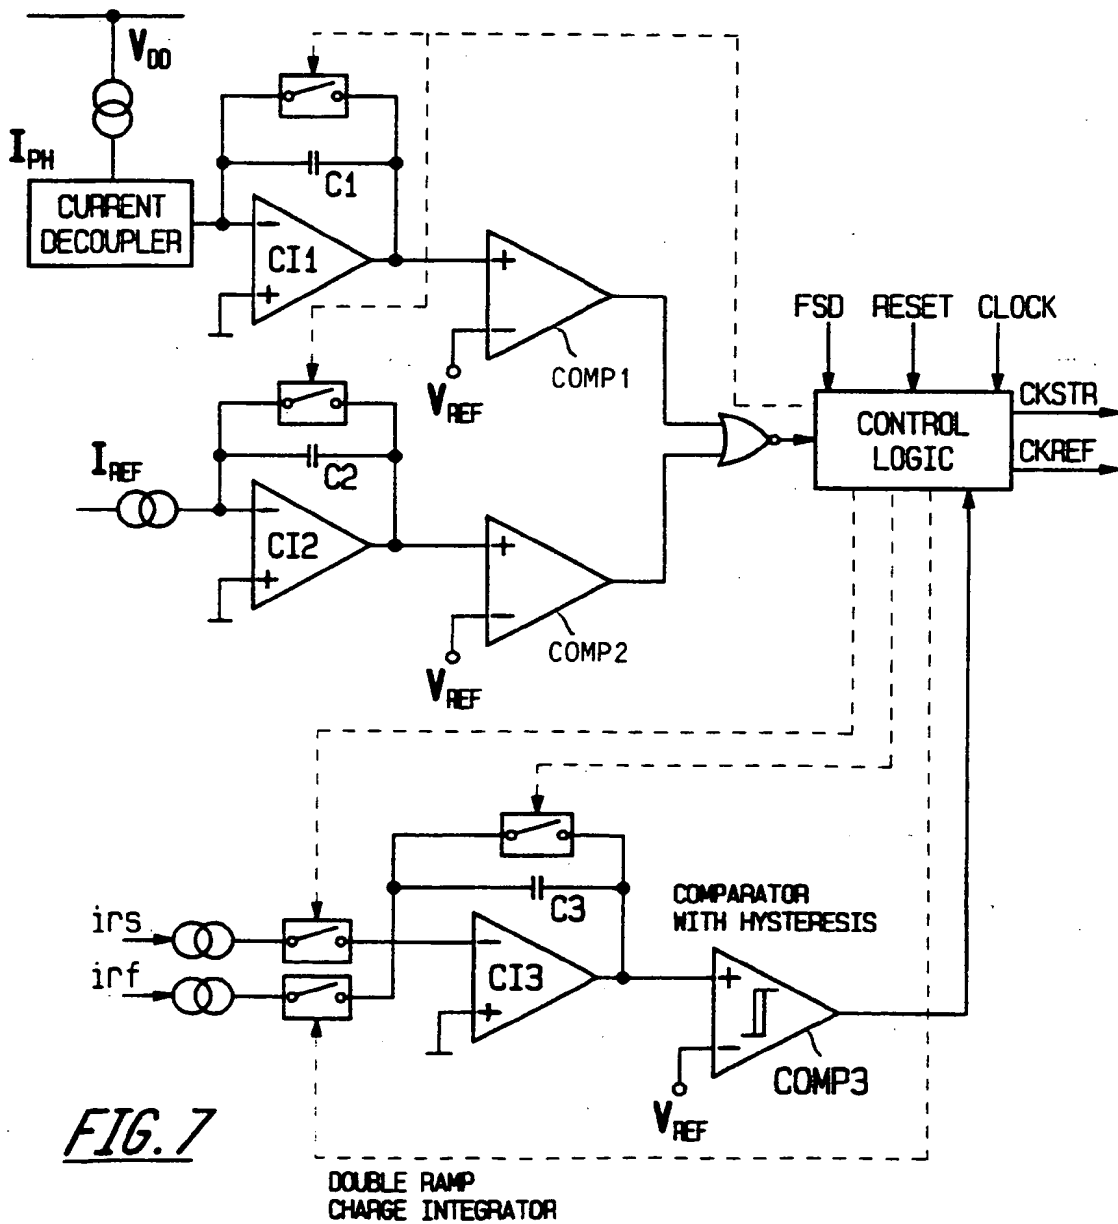 V_DD
I_PH
CURRENT
DECOUPLER
C1
−
CI1
+
+
−
COMP1
V_REF
FSD RESET CLOCK
CKSTR
CONTROL
LOGIC
CKREF
I_REF
C2
−
CI2
+
+
−
COMP2
V_REF
C3
COMPARATOR
WITH HYSTERESIS
irs
irf
−
CI3
+
+
−
COMP3
V_REF
FIG. 7
DOUBLE RAMP
CHARGE INTEGRATOR